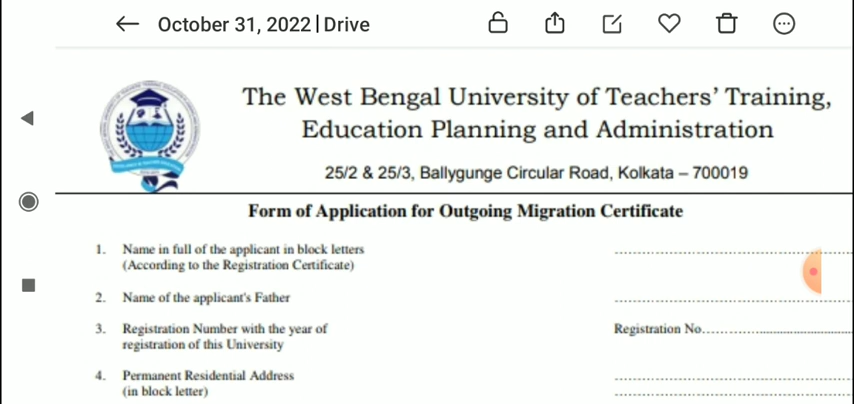 October 31, 2022 | Drive
The West Bengal University of Teachers' Training,
Education Planning and Administration
25/2 & 25/3, Ballygunge Circular Road, Kolkata – 700019
Form of Application for Outgoing Migration Certificate
1. Name in full of the applicant in block letters
(According to the Registration Certificate)
2. Name of the applicant's Father
3. Registration Number with the year of
registration of this University
Registration No.
4. Permanent Residential Address
(in block letter)